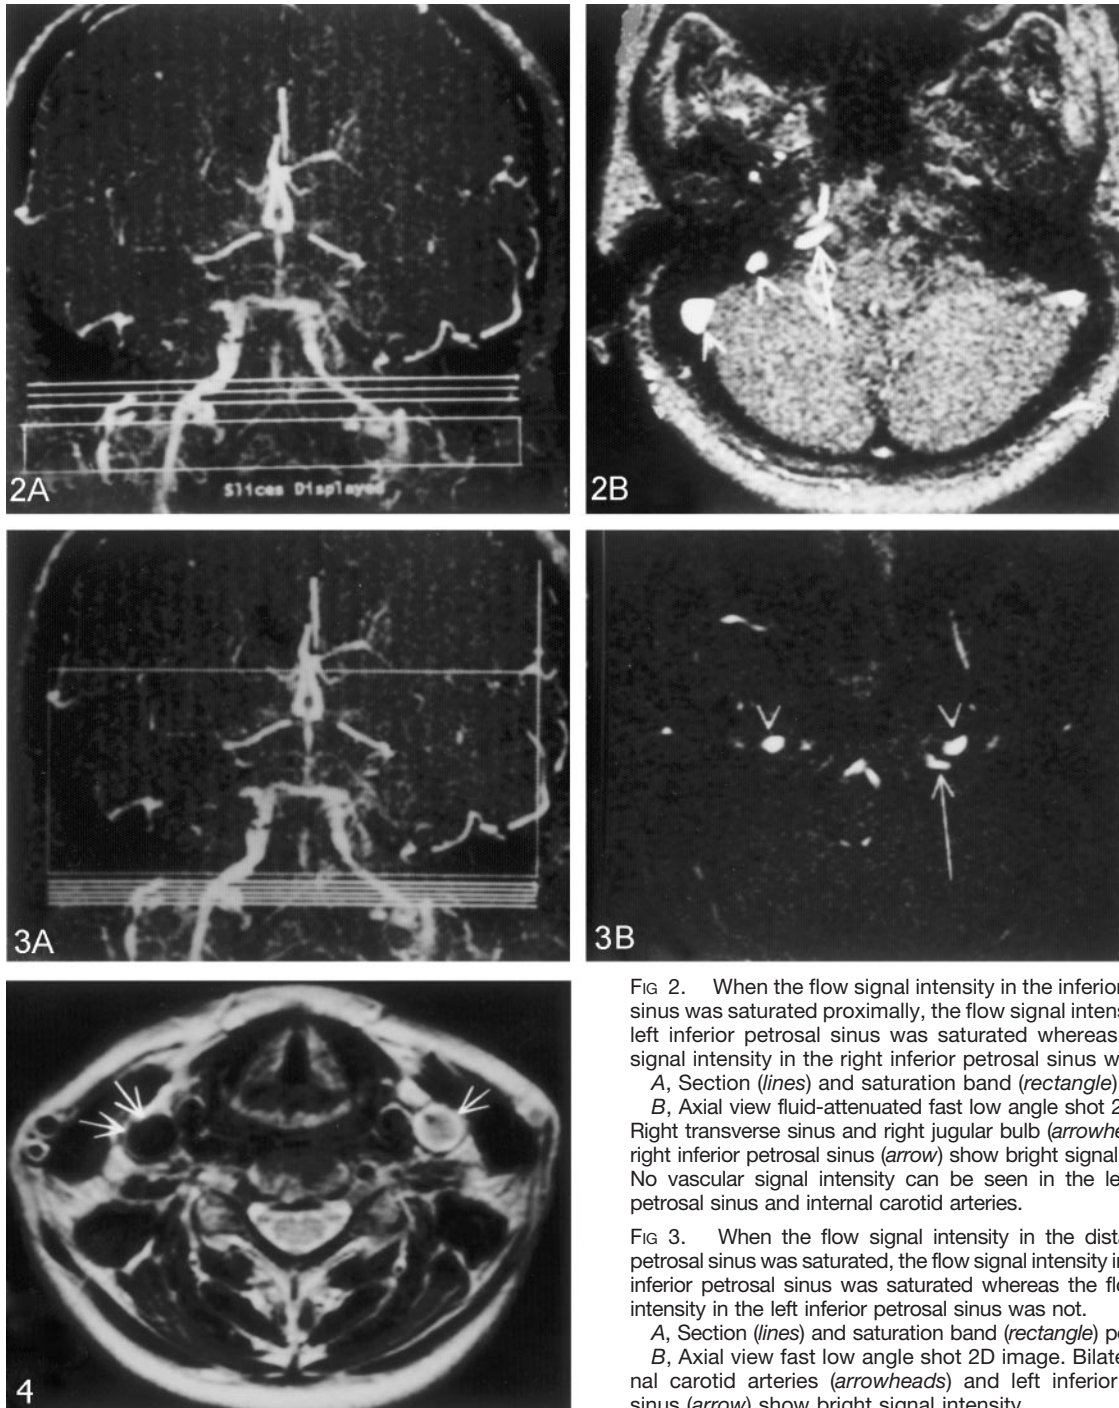 2A
Slices Displayed
2B
3A
3B
4
FIG 2. When the flow signal intensity in the inferior
sinus was saturated proximally, the flow signal intens
left inferior petrosal sinus was saturated whereas
signal intensity in the right inferior petrosal sinus w
A, Section (lines) and saturation band (rectangle)
B, Axial view fluid-attenuated fast low angle shot 2
Right transverse sinus and right jugular bulb (arrowhe
right inferior petrosal sinus (arrow) show bright signal
No vascular signal intensity can be seen in the le
petrosal sinus and internal carotid arteries.
FIG 3. When the flow signal intensity in the dista
petrosal sinus was saturated, the flow signal intensity in
inferior petrosal sinus was saturated whereas the flo
intensity in the left inferior petrosal sinus was not.
A, Section (lines) and saturation band (rectangle) p
B, Axial view fast low angle shot 2D image. Bilate
nal carotid arteries (arrowheads) and left inferior
sinus (arrow) show bright signal intensity.